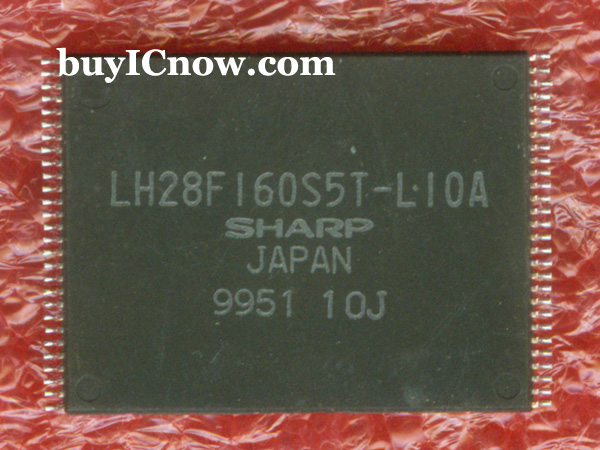 buyICnow.com
LH28F160S5T-L10A
SHARP
JAPAN
9951 10J